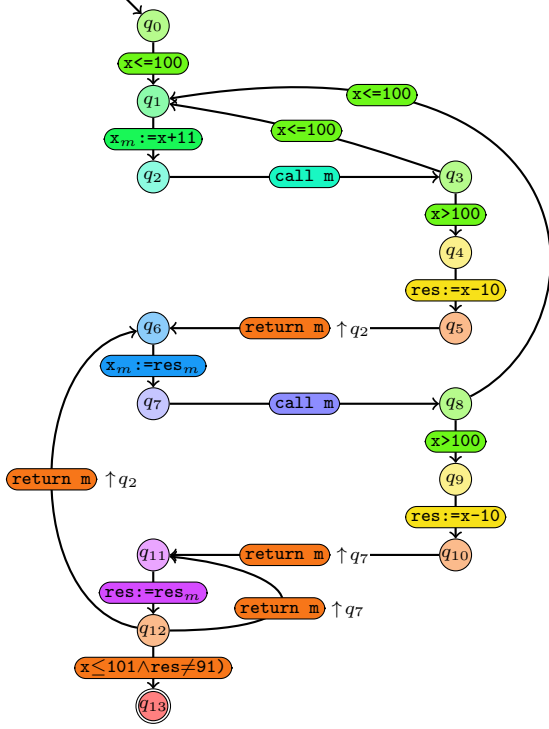 q₀
x<=100
x<=100
q₁
x<=100
xₘ:=x+11
q₂
call m
q₃
x>100
q₄
res:=x-10
q₆
return m ↑q₂
q₅
xₘ:=resₘ
q₇
call m
q₈
x>100
return m ↑q₂
q₉
res:=x-10
q₁₁
return m ↑q₇
q₁₀
res:=resₘ
return m ↑q₇
q₁₂
x≤101∧res≠91)
q₁₃